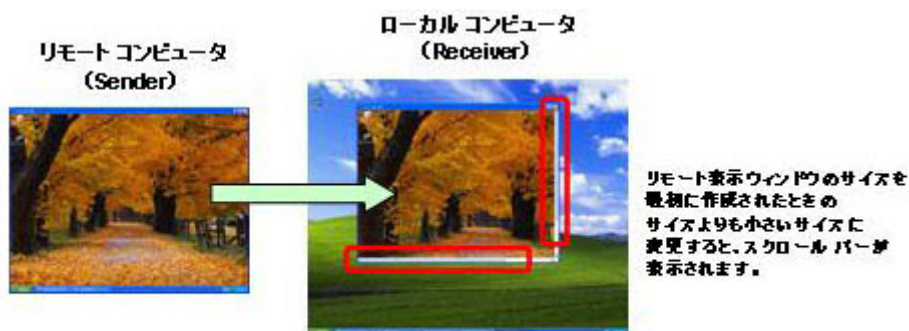 リモート コンピュータ
(Sender)
ローカル コンピュータ
(Receiver)
リモート表示ウィンドウのサイズを
最初に作成されたときの
サイズよりも小さいサイズに
変更すると、スクロール バーが
表示されます。